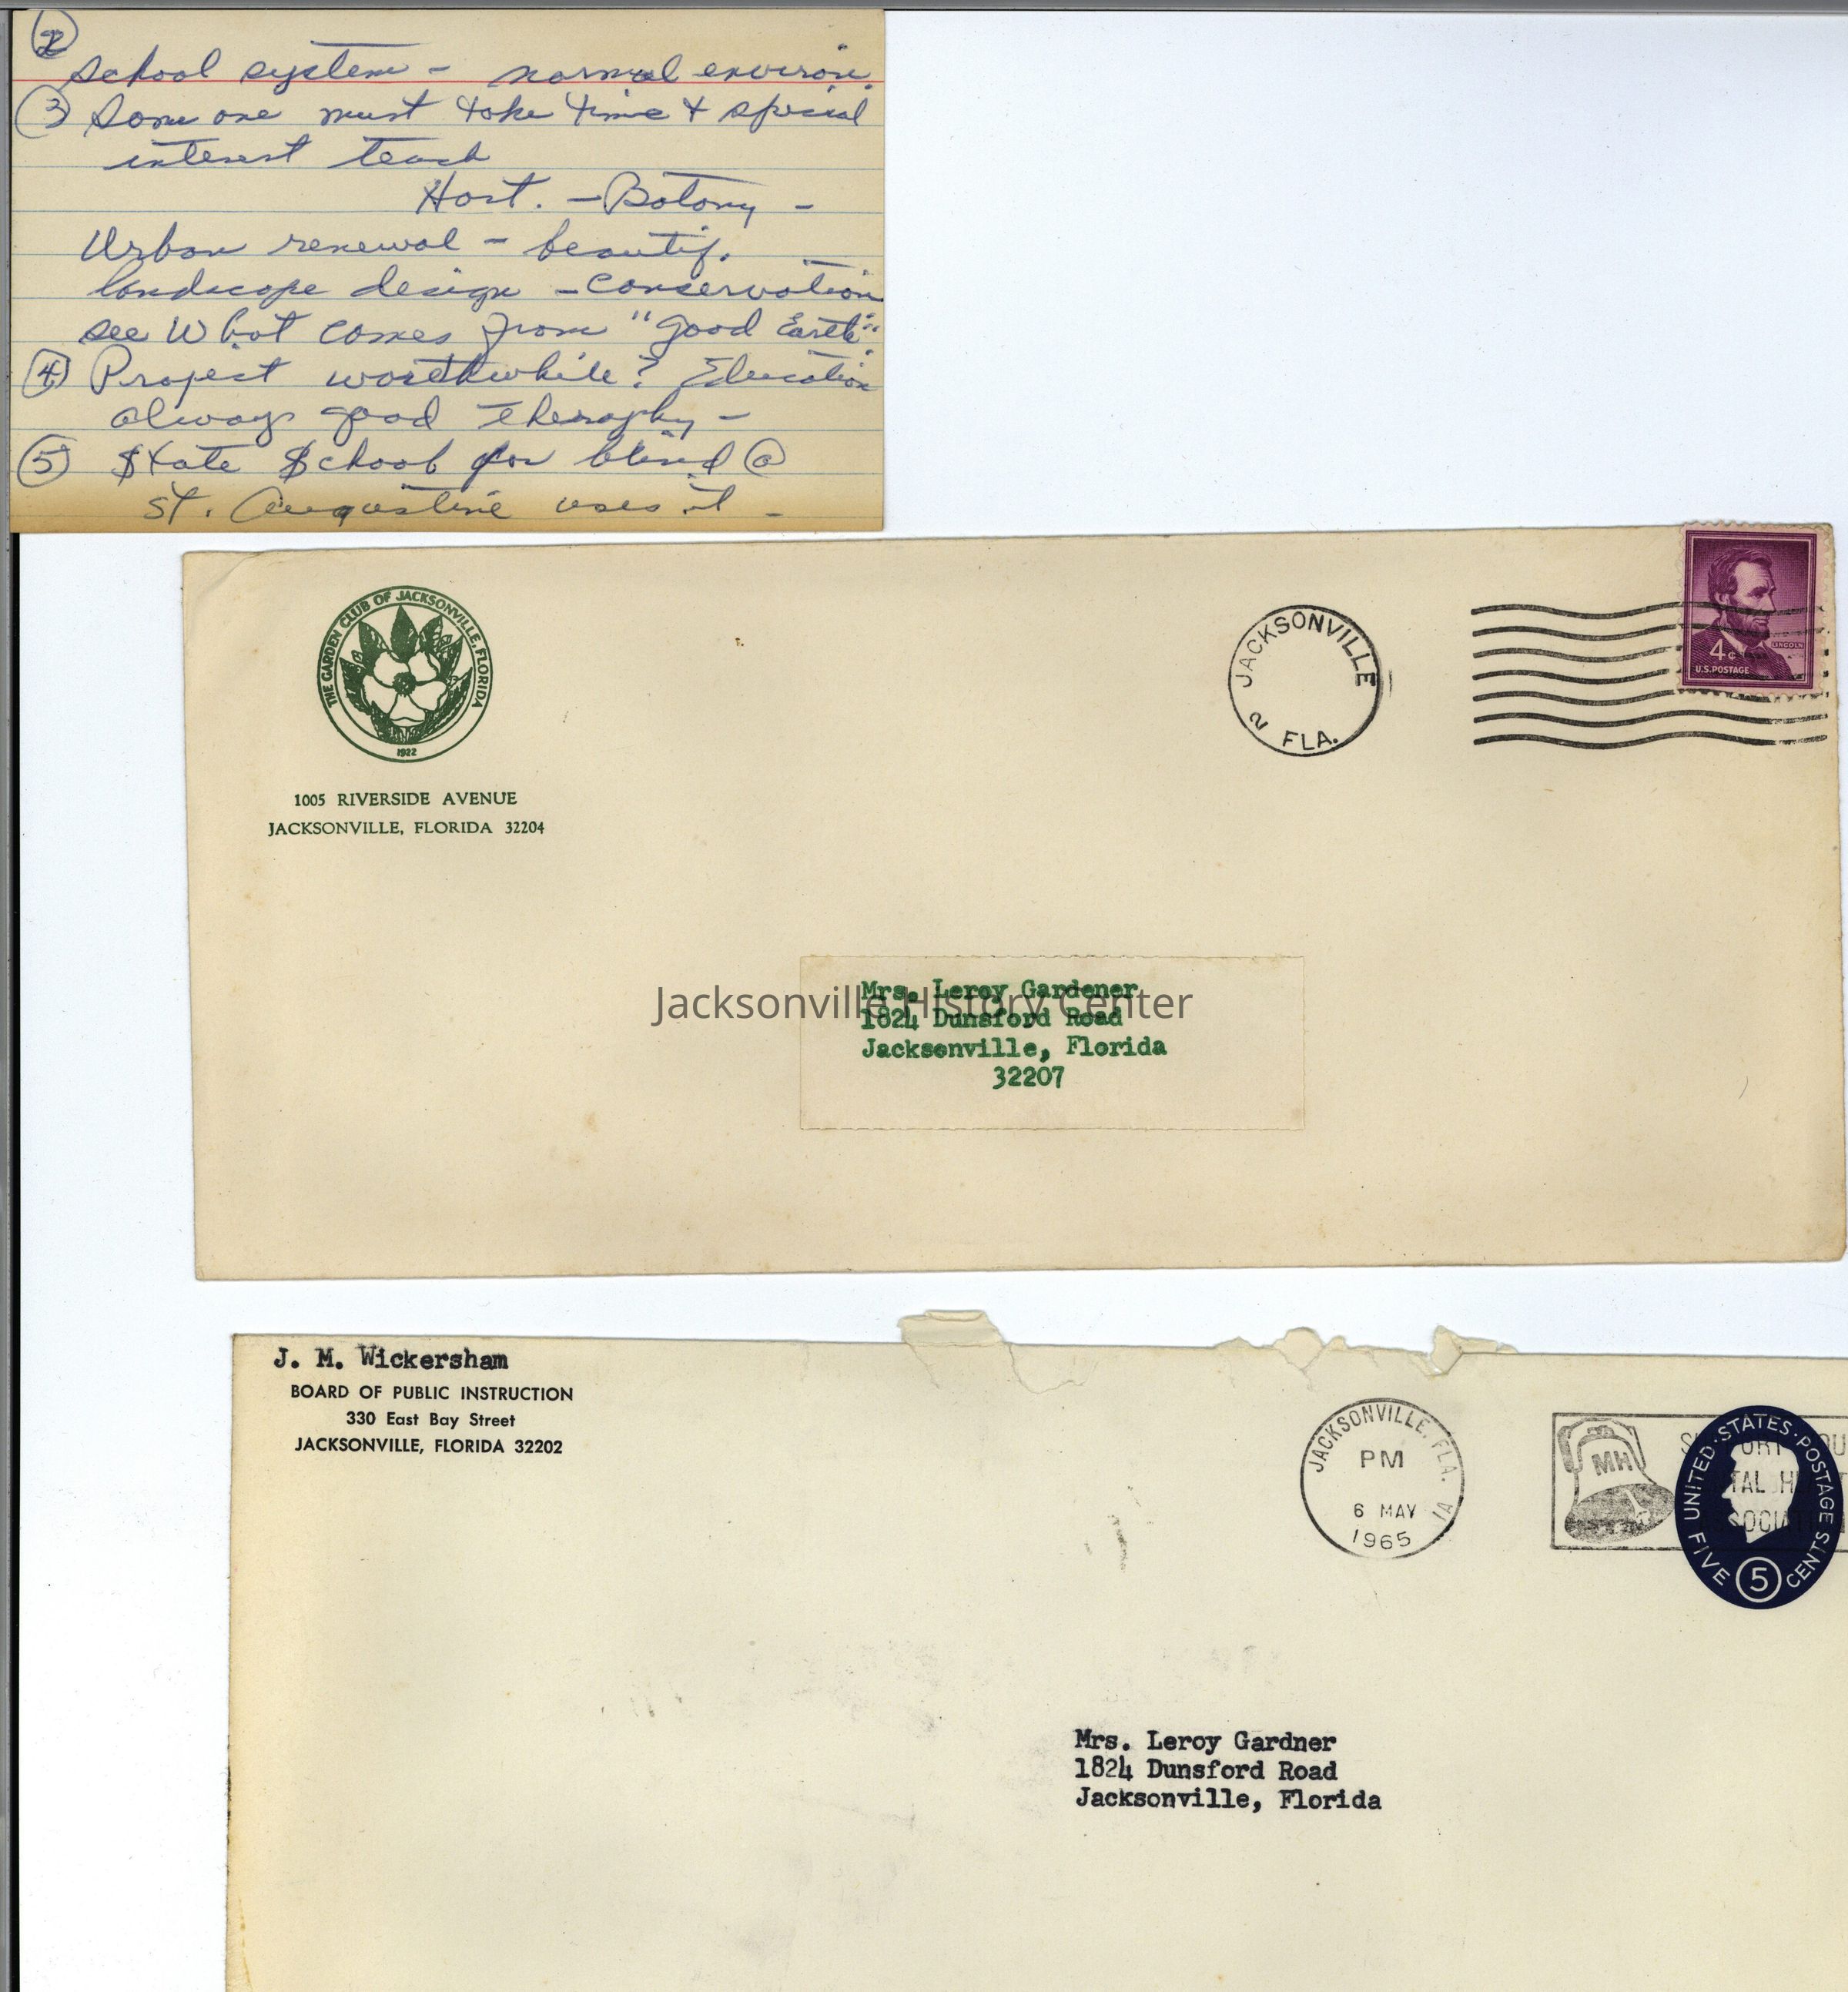 2
School system - normal environ.
3 Some one must take time & special
interest teach
Hort. - Botany -
Urban renewal - beautif.
landscape design - conservation
see what comes from "good Earth".
4 Project worthwhile? Education
always good theraphy -
5 State School for blind @
St. Augustine uses it -
THE GARDEN CLUB OF JACKSONVILLE, FLORIDA
1922
1005 RIVERSIDE AVENUE
JACKSONVILLE, FLORIDA 32204
JACKSONVILLE
2 FLA.
LINCOLN
4¢
U.S. POSTAGE
Mrs. Leroy Gardener
1824 Dunsford Road
Jacksonville, Florida
32207
Jacksonville History Center
J. M. Wickersham
BOARD OF PUBLIC INSTRUCTION
330 East Bay Street
JACKSONVILLE, FLORIDA 32202
JACKSONVILLE, FLA. 1A
PM
6 MAY
1965
MH
UNITED·STATES·POSTAGE
FIVE 5 CENTS
Mrs. Leroy Gardner
1824 Dunsford Road
Jacksonville, Florida